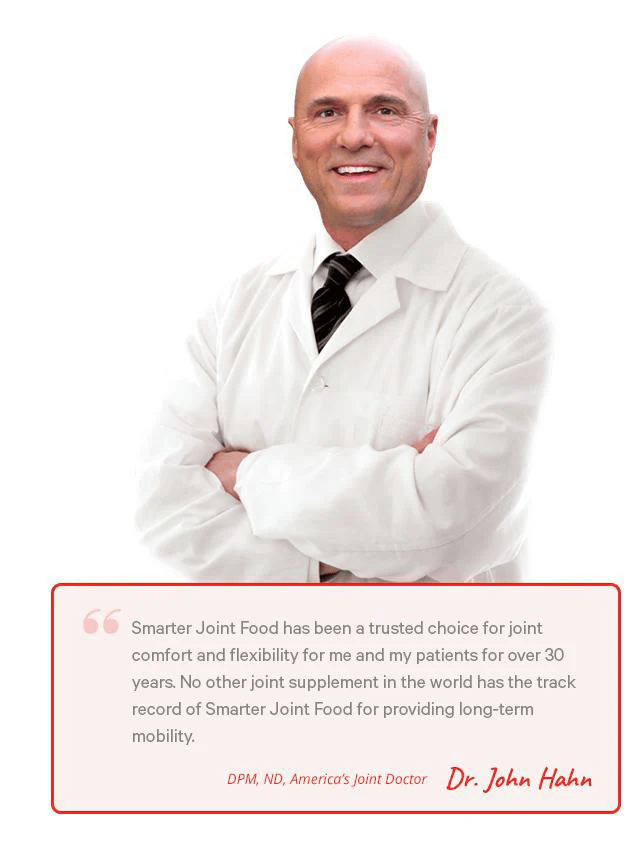 “
Smarter Joint Food has been a trusted choice for joint
comfort and flexibility for me and my patients for over 30
years. No other joint supplement in the world has the track
record of Smarter Joint Food for providing long-term
mobility.
DPM, ND, America’s Joint Doctor Dr. John Hahn